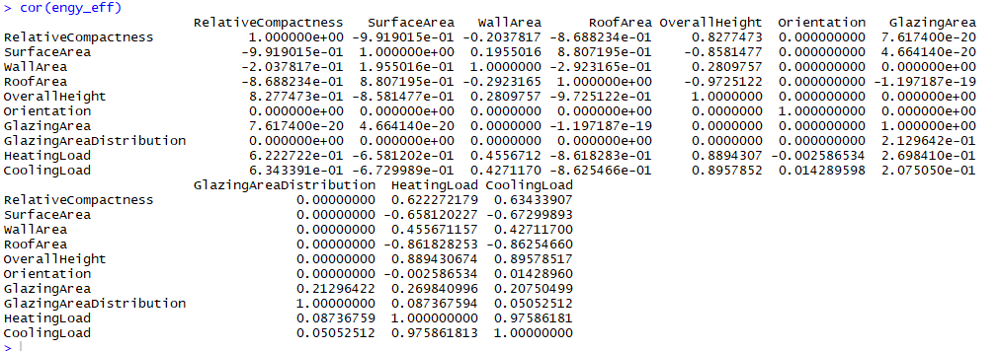 > cor(engy_eff)
RelativeCompactness SurfaceArea WallArea RoofArea OverallHeight Orientation GlazingArea
RelativeCompactness 1.000000e+00 -9.919015e-01 -0.2037817 -8.688234e-01 0.8277473 0.000000000 7.617400e-20
SurfaceArea -9.919015e-01 1.000000e+00 0.1955016 8.807195e-01 -0.8581477 0.000000000 4.664140e-20
WallArea -2.037817e-01 1.955016e-01 1.0000000 -2.923165e-01 0.2809757 0.000000000 0.000000e+00
RoofArea -8.688234e-01 8.807195e-01 -0.2923165 1.000000e+00 -0.9725122 0.000000000 -1.197187e-19
OverallHeight 8.277473e-01 -8.581477e-01 0.2809757 -9.725122e-01 1.0000000 0.000000000 0.000000e+00
Orientation 0.000000e+00 0.000000e+00 0.0000000 0.000000e+00 0.0000000 1.000000000 0.000000e+00
GlazingArea 7.617400e-20 4.664140e-20 0.0000000 -1.197187e-19 0.0000000 0.000000000 1.000000e+00
GlazingAreaDistribution 0.000000e+00 0.000000e+00 0.0000000 0.000000e+00 0.0000000 0.000000000 2.129642e-01
HeatingLoad 6.222722e-01 -6.581202e-01 0.4556712 -8.618283e-01 0.8894307 -0.002586534 2.698410e-01
CoolingLoad 6.343391e-01 -6.729989e-01 0.4271170 -8.625466e-01 0.8957852 0.014289598 2.075050e-01
GlazingAreaDistribution HeatingLoad CoolingLoad
RelativeCompactness 0.00000000 0.622272179 0.63433907
SurfaceArea 0.00000000 -0.658120227 -0.67299893
WallArea 0.00000000 0.455671157 0.42711700
RoofArea 0.00000000 -0.861828253 -0.86254660
OverallHeight 0.00000000 0.889430674 0.89578517
Orientation 0.00000000 -0.002586534 0.01428960
GlazingArea 0.21296422 0.269840996 0.20750499
GlazingAreaDistribution 1.00000000 0.087367594 0.05052512
HeatingLoad 0.08736759 1.000000000 0.97586181
CoolingLoad 0.05052512 0.975861813 1.00000000
>